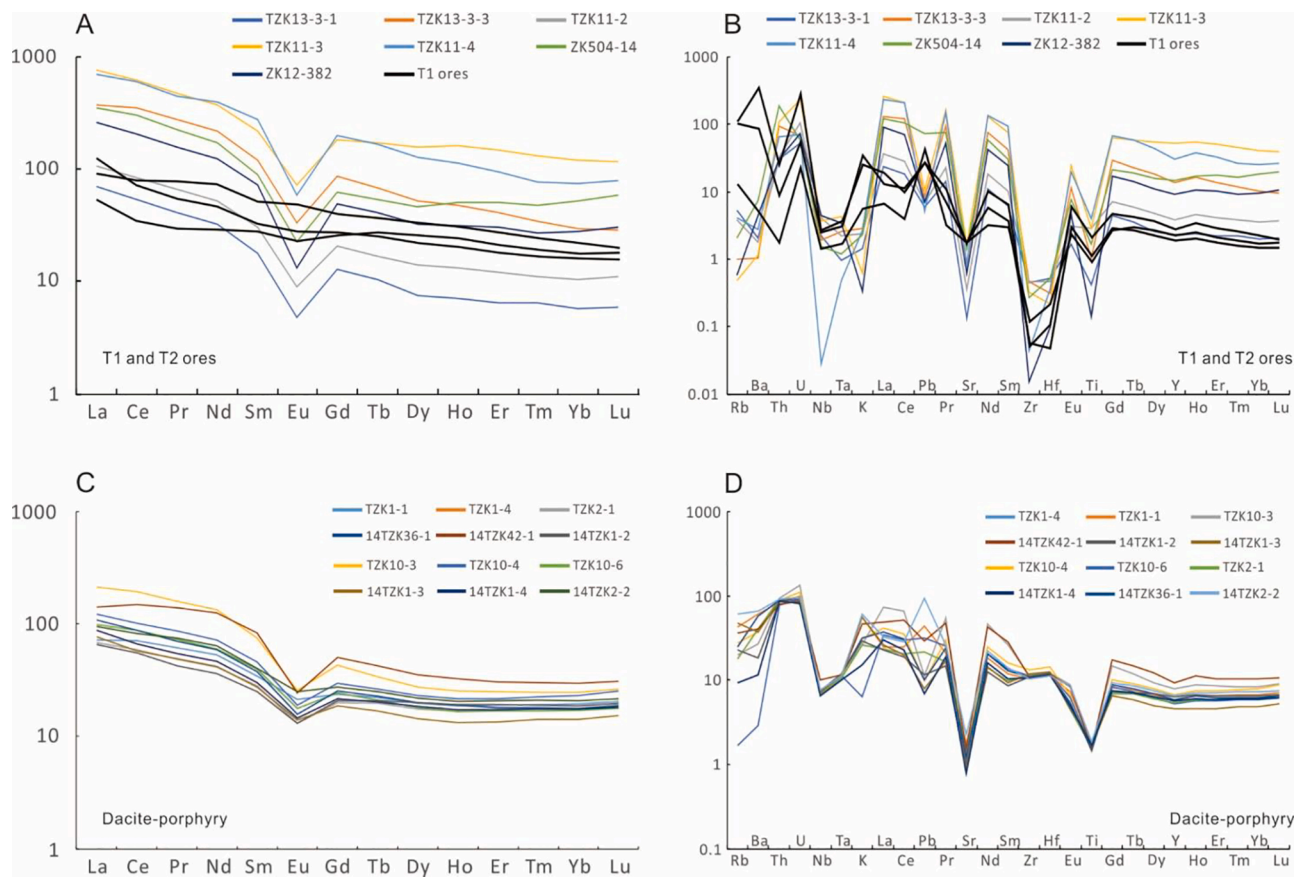 A
TZK13-3-1 TZK13-3-3 TZK11-2
TZK11-3 TZK11-4 ZK504-14
ZK12-382 T1 ores
1000
100
10
1
T1 and T2 ores
La Ce Pr Nd Sm Eu Gd Tb Dy Ho Er Tm Yb Lu
B
TZK13-3-1 TZK13-3-3 TZK11-2 TZK11-3
TZK11-4 ZK504-14 ZK12-382 T1 ores
1000
100
10
1
0.1
0.01
T1 and T2 ores
Ba U Ta La Pb Sr Sm Hf Ti Tb Y Er Yb
Rb Th Nb K Ce Pr Nd Zr Eu Gd Dy Ho Tm Lu
C
TZK1-1 TZK1-4 TZK2-1
14TZK36-1 14TZK42-1 14TZK1-2
TZK10-3 TZK10-4 TZK10-6
14TZK1-3 14TZK1-4 14TZK2-2
1000
100
10
1
Dacite-porphyry
La Ce Pr Nd Sm Eu Gd Tb Dy Ho Er Tm Yb Lu
D
TZK1-4 TZK1-1 TZK10-3
14TZK42-1 14TZK1-2 14TZK1-3
TZK10-4 TZK10-6 TZK2-1
14TZK1-4 14TZK36-1 14TZK2-2
1000
100
10
1
0.1
Dacite-porphyry
Ba U Ta La Pb Sr Sm Hf Ti Tb Y Er Yb
Rb Th Nb K Ce Pr Nd Zr Eu Gd Dy Ho Tm Lu